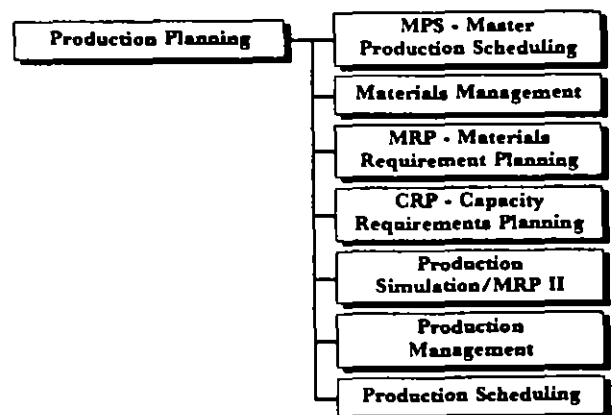 Production Planning
MPS - Master
Production Scheduling
Materials Management
MRP - Materials
Requirement Planning
CRP - Capacity
Requirements Planning
Production
Simulation/MRP II
Production
Management
Production Scheduling